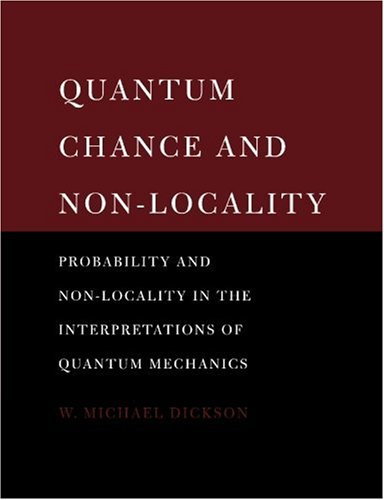 QUANTUM
CHANCE AND
NON-LOCALITY
PROBABILITY AND
NON-LOCALITY IN THE
INTERPRETATIONS OF
QUANTUM MECHANICS
W. MICHAEL DICKSON